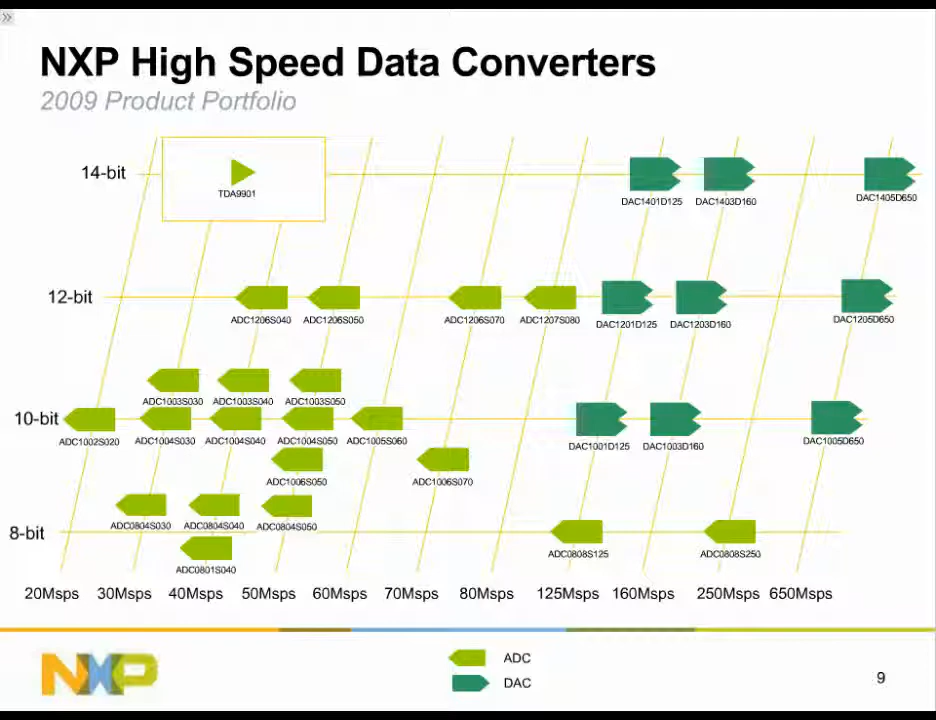 »
NXP High Speed Data Converters
2009 Product Portfolio
14-bit
TDA9901
DAC1401D125
DAC1403D160
DAC1405D650
12-bit
ADC1206S040
ADC1206S050
ADC1206S070
ADC1207S080
DAC1201D125
DAC1203D160
DAC1205D650
ADC1003S030
ADC1003S040
ADC1003S050
10-bit
ADC1002S020
ADC1004S030
ADC1004S040
ADC1004S050
ADC1005S060
DAC1001D125
DAC1003D160
DAC1005D650
ADC1006S050
ADC1006S070
ADC0804S030
ADC0804S040
ADC0804S050
8-bit
ADC0808S125
ADC0808S250
ADC0801S040
20Msps 30Msps 40Msps 50Msps 60Msps 70Msps 80Msps 125Msps 160Msps 250Msps 650Msps
NXP
ADC
DAC
9